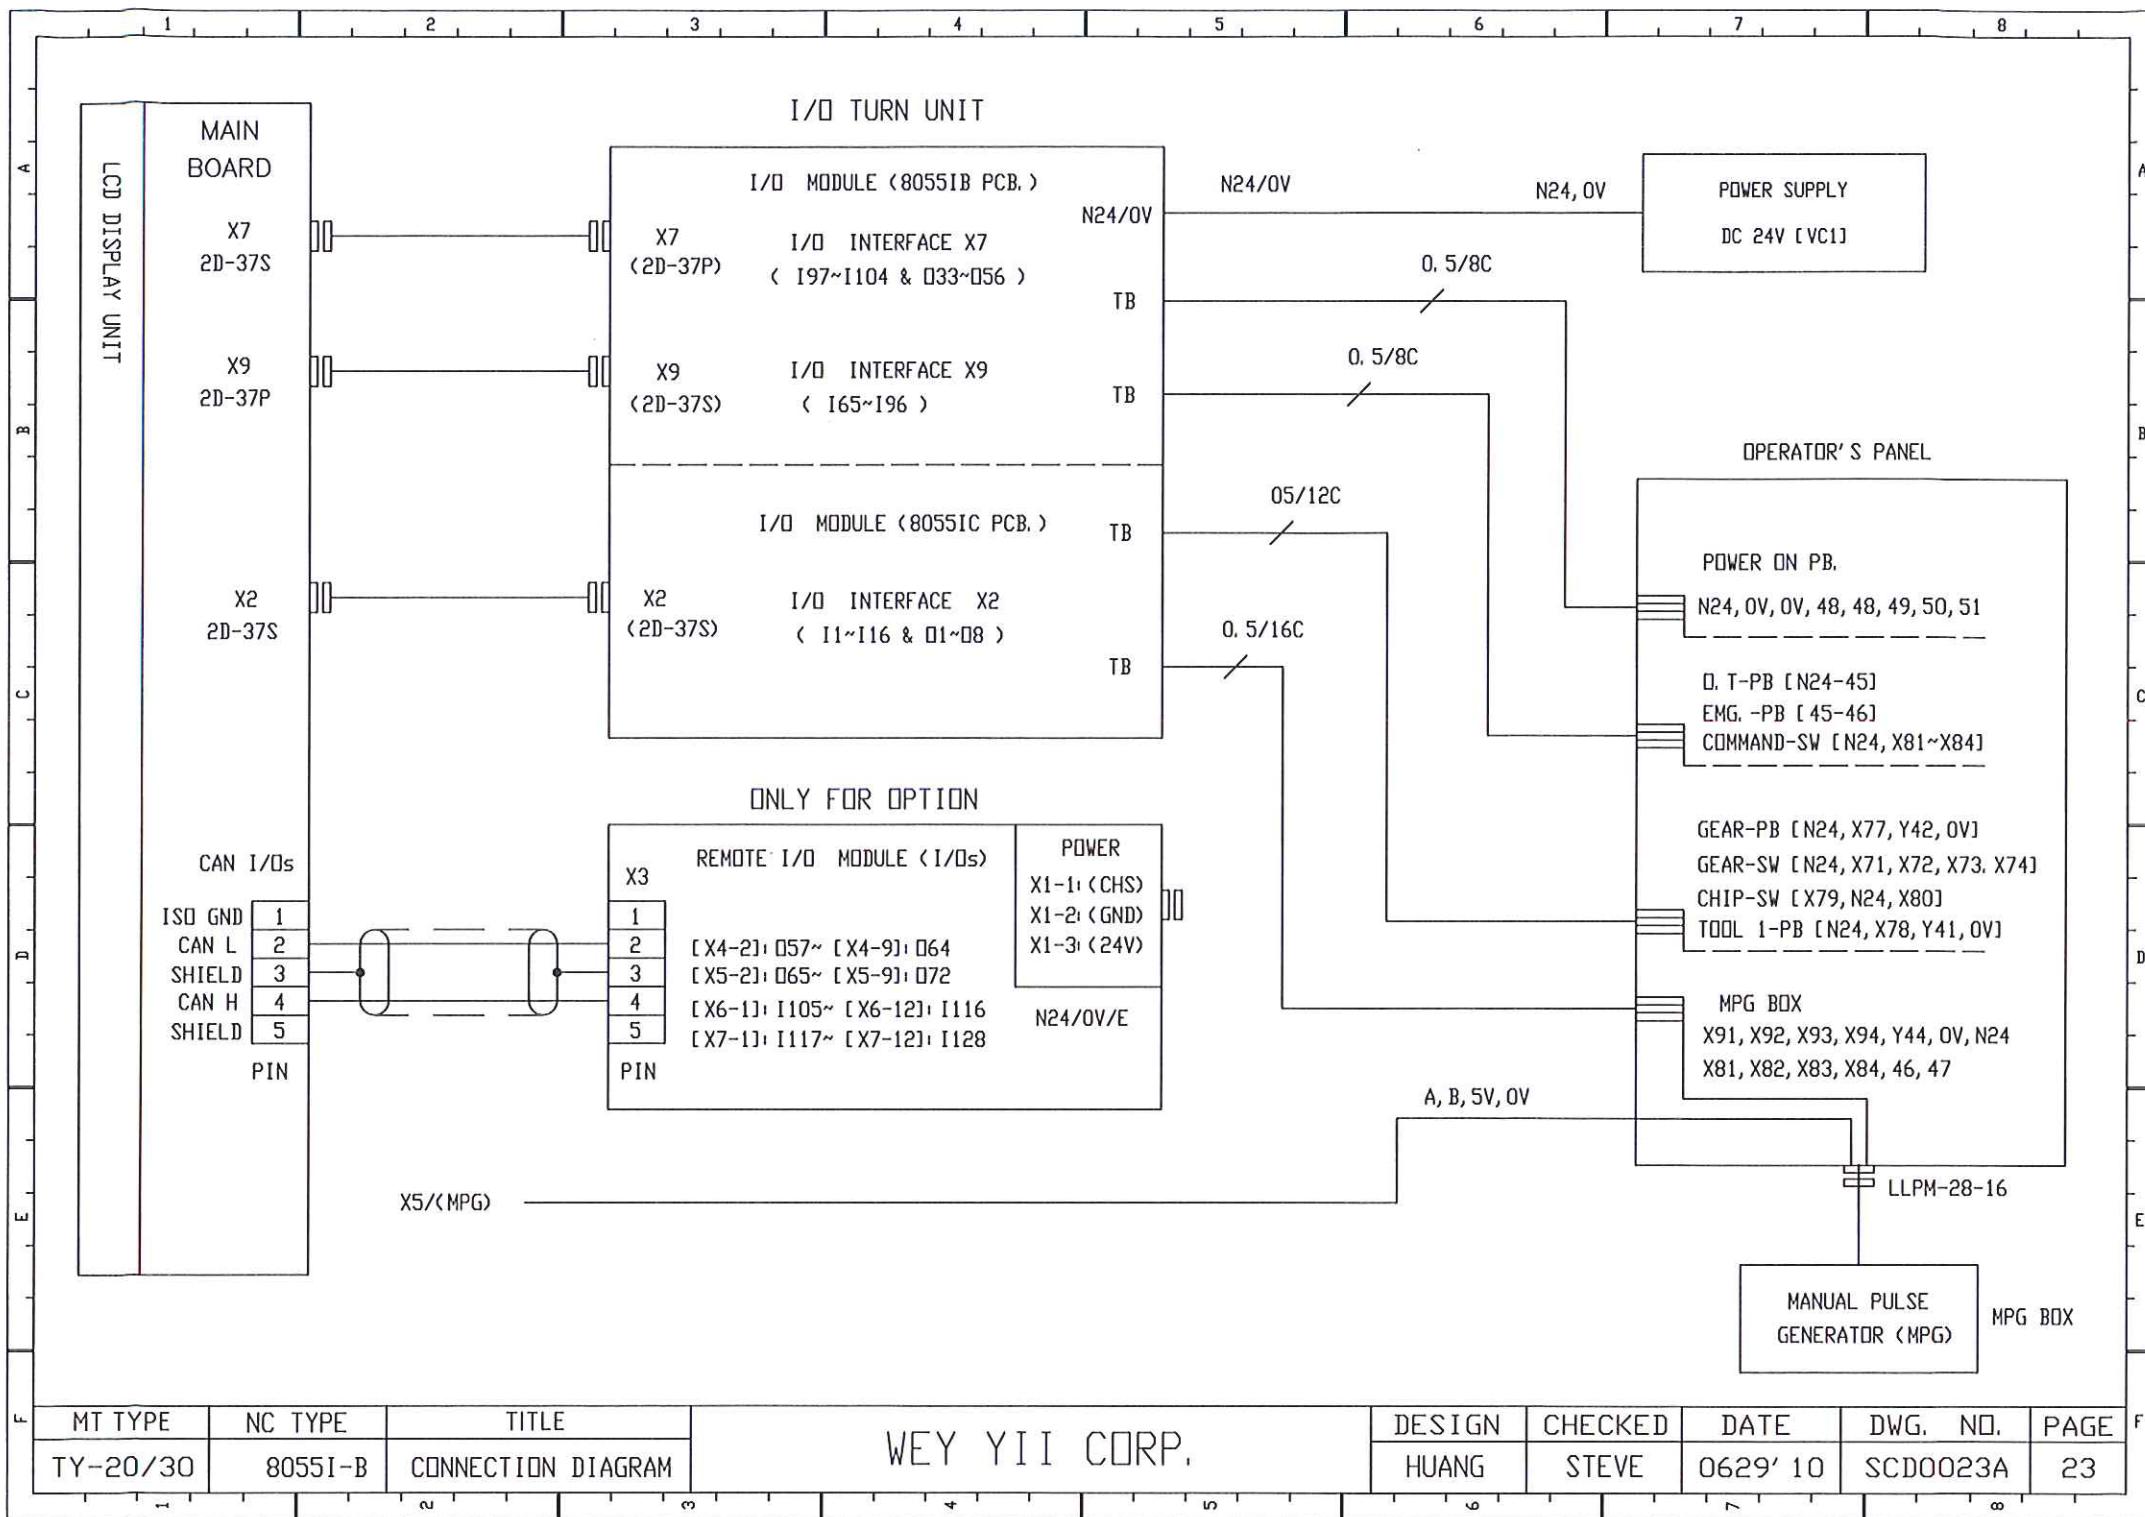 1 2 3 4 5 6 7 8
A
B
C
D
E
F
A
B
C
D
E
F
LCD DISPLAY UNIT
MAIN
BOARD
X7
2D-37S
X9
2D-37P
X2
2D-37S
CAN I/Os
ISO GND 1
CAN L 2
SHIELD 3
CAN H 4
SHIELD 5
PIN
I/O TURN UNIT
I/O MODULE (8055IB PCB.)
N24/0V
X7
(2D-37P)
I/O INTERFACE X7
( I97~I104 & O33~O56 )
TB
X9
(2D-37S)
I/O INTERFACE X9
( I65~I96 )
TB
I/O MODULE (8055IC PCB.)
TB
X2
(2D-37S)
I/O INTERFACE X2
( I1~I16 & O1~O8 )
TB
ONLY FOR OPTION
REMOTE I/O MODULE (I/Os)
X3
1
2
3
4
5
PIN
[X4-2]: O57~ [X4-9]: O64
[X5-2]: O65~ [X5-9]: O72
[X6-1]: I105~ [X6-12]: I116
[X7-1]: I117~ [X7-12]: I128
POWER
X1-1: (CHS)
X1-2: (GND)
X1-3: (24V)
N24/0V/E
X5/(MPG)
N24/0V
N24, 0V
0.5/8C
0.5/8C
05/12C
0.5/16C
A, B, 5V, 0V
POWER SUPPLY
DC 24V [VC1]
OPERATOR'S PANEL
POWER ON PB.
N24, 0V, 0V, 48, 48, 49, 50, 51
O.T-PB [N24-45]
EMG.-PB [45-46]
COMMAND-SW [N24, X81~X84]
GEAR-PB [N24, X77, Y42, 0V]
GEAR-SW [N24, X71, X72, X73. X74]
CHIP-SW [X79, N24, X80]
TOOL 1-PB [N24, X78, Y41, 0V]
MPG BOX
X91, X92, X93, X94, Y44, 0V, N24
X81, X82, X83, X84, 46, 47
LLPM-28-16
MANUAL PULSE
GENERATOR (MPG)
MPG BOX
MT TYPE NC TYPE TITLE
TY-20/30 8055I-B CONNECTION DIAGRAM
WEY YII CORP.
DESIGN CHECKED DATE DWG. NO. PAGE
HUANG STEVE 0629'10 SCD0023A 23
1 2 3 4 5 6 7 8